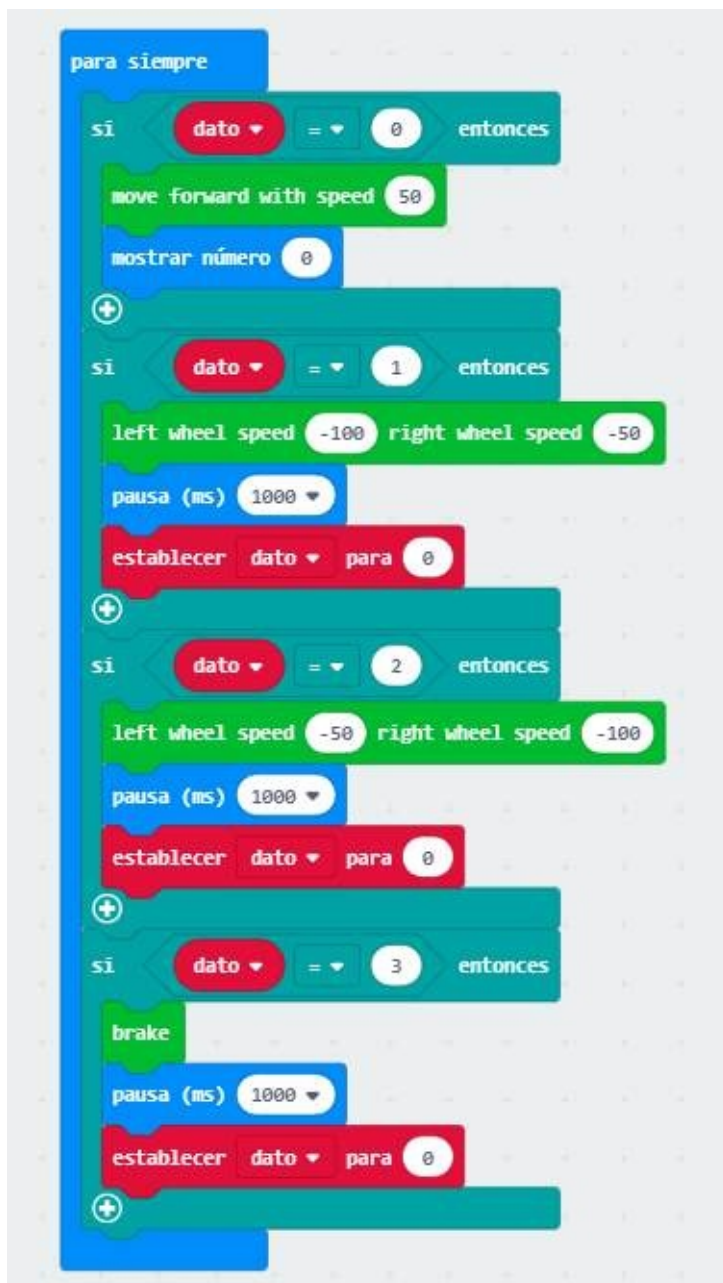 para siempre
si dato = 0 entonces
move forward with speed 50
mostrar número 0
si dato = 1 entonces
left wheel speed -100 right wheel speed -50
pausa (ms) 1000
establecer dato para 0
si dato = 2 entonces
left wheel speed -50 right wheel speed -100
pausa (ms) 1000
establecer dato para 0
si dato = 3 entonces
brake
pausa (ms) 1000
establecer dato para 0